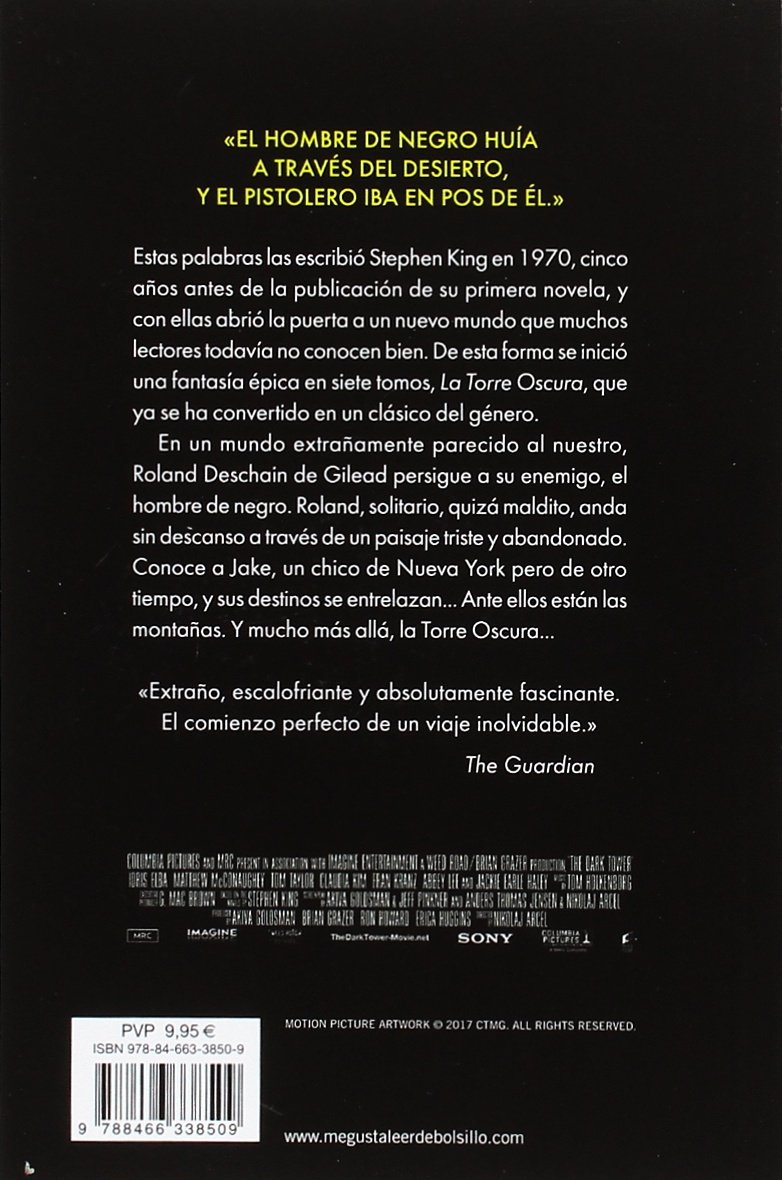 «EL HOMBRE DE NEGRO HUÍA
A TRAVÉS DEL DESIERTO,
Y EL PISTOLERO IBA EN POS DE ÉL.»
Estas palabras las escribió Stephen King en 1970, cinco
años antes de la publicación de su primera novela, y
con ellas abrió la puerta a un nuevo mundo que muchos
lectores todavía no conocen bien. De esta forma se inició
una fantasía épica en siete tomos, La Torre Oscura, que
ya se ha convertido en un clásico del género.
En un mundo extrañamente parecido al nuestro,
Roland Deschain de Gilead persigue a su enemigo, el
hombre de negro. Roland, solitario, quizá maldito, anda
sin descanso a través de un paisaje triste y abandonado.
Conoce a Jake, un chico de Nueva York pero de otro
tiempo, y sus destinos se entrelazan... Ante ellos están las
montañas. Y mucho más allá, la Torre Oscura...
«Extraño, escalofriante y absolutamente fascinante.
El comienzo perfecto de un viaje inolvidable.»
The Guardian
COLUMBIA PICTURES AND MRC PRESENT IN ASSOCIATION WITH IMAGINE ENTERTAINMENT A WEED ROAD/BRIAN GRAZER PRODUCTION "THE DARK TOWER"
IDRIS ELBA MATTHEW McCONAUGHEY TOM TAYLOR CLAUDIA KIM FRAN KRANZ ABBEY LEE AND JACKIE EARLE HALEY TOM HOLKENBORG
G. MAC BROWN STEPHEN KING AKIVA GOLDSMAN & JEFF PINKNER AND ANDERS THOMAS JENSEN & NIKOLAJ ARCEL
AKIVA GOLDSMAN BRIAN GRAZER RON HOWARD ERICA HUGGINS NIKOLAJ ARCEL
MRC IMAGINE TheDarkTower-Movie.net SONY COLUMBIA PICTURES
MOTION PICTURE ARTWORK © 2017 CTMG. ALL RIGHTS RESERVED.
PVP 9,95 €
ISBN 978-84-663-3850-9
9 788466 338509
www.megustaleerdebolsillo.com